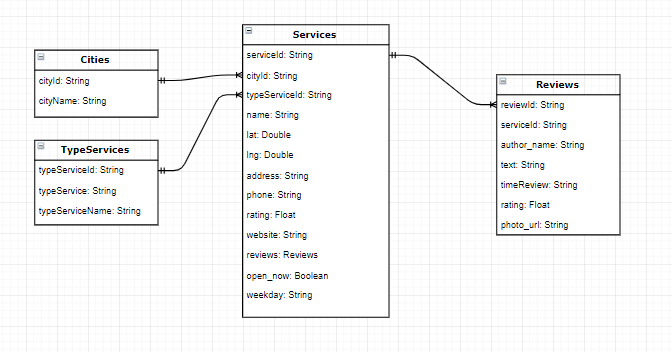 Cities
cityId: String
cityName: String
TypeServices
typeServiceId: String
typeService: String
typeServiceName: String
Services
serviceId: String
cityId: String
typeServiceId: String
name: String
lat: Double
lng: Double
address: String
phone: String
rating: Float
website: String
reviews: Reviews
open_now: Boolean
weekday: String
Reviews
reviewId: String
serviceId: String
author_name: String
text: String
timeReview: String
rating: Float
photo_url: String